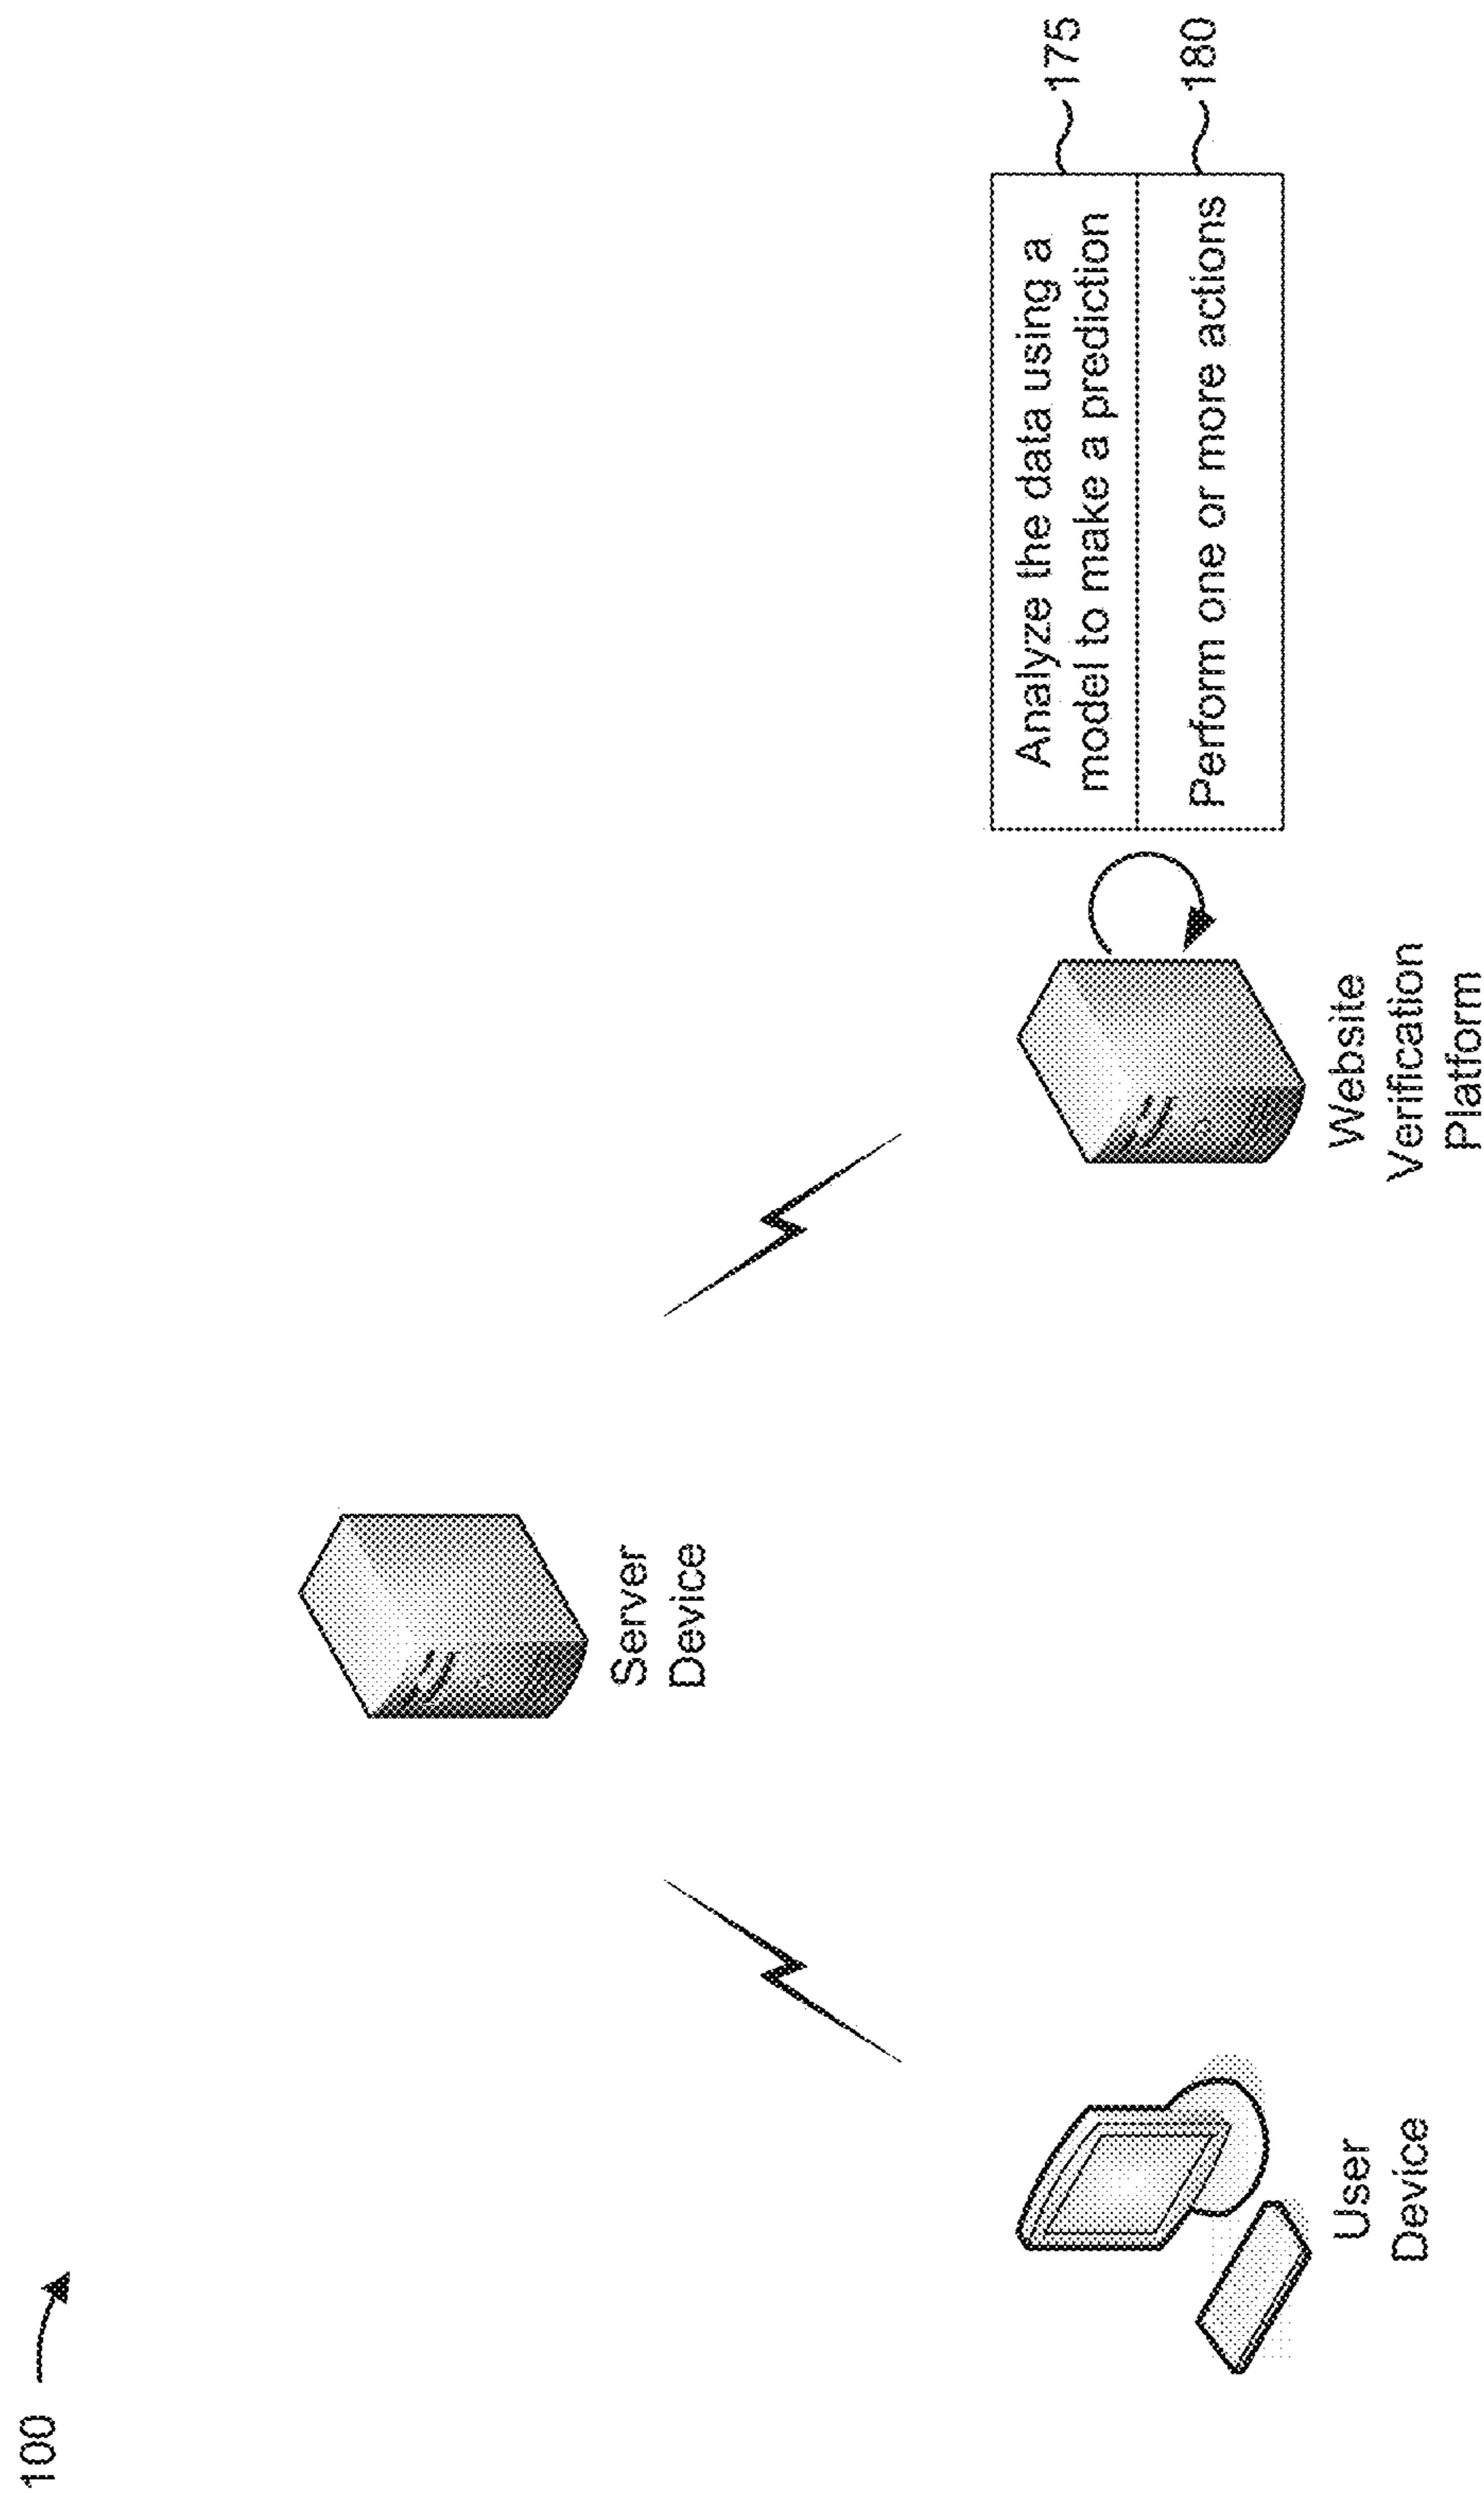 100
Server
Device
User
Device
Website
Verification
Platform
Analyze the data using a
model to make a prediction
175
Perform one or more actions
180